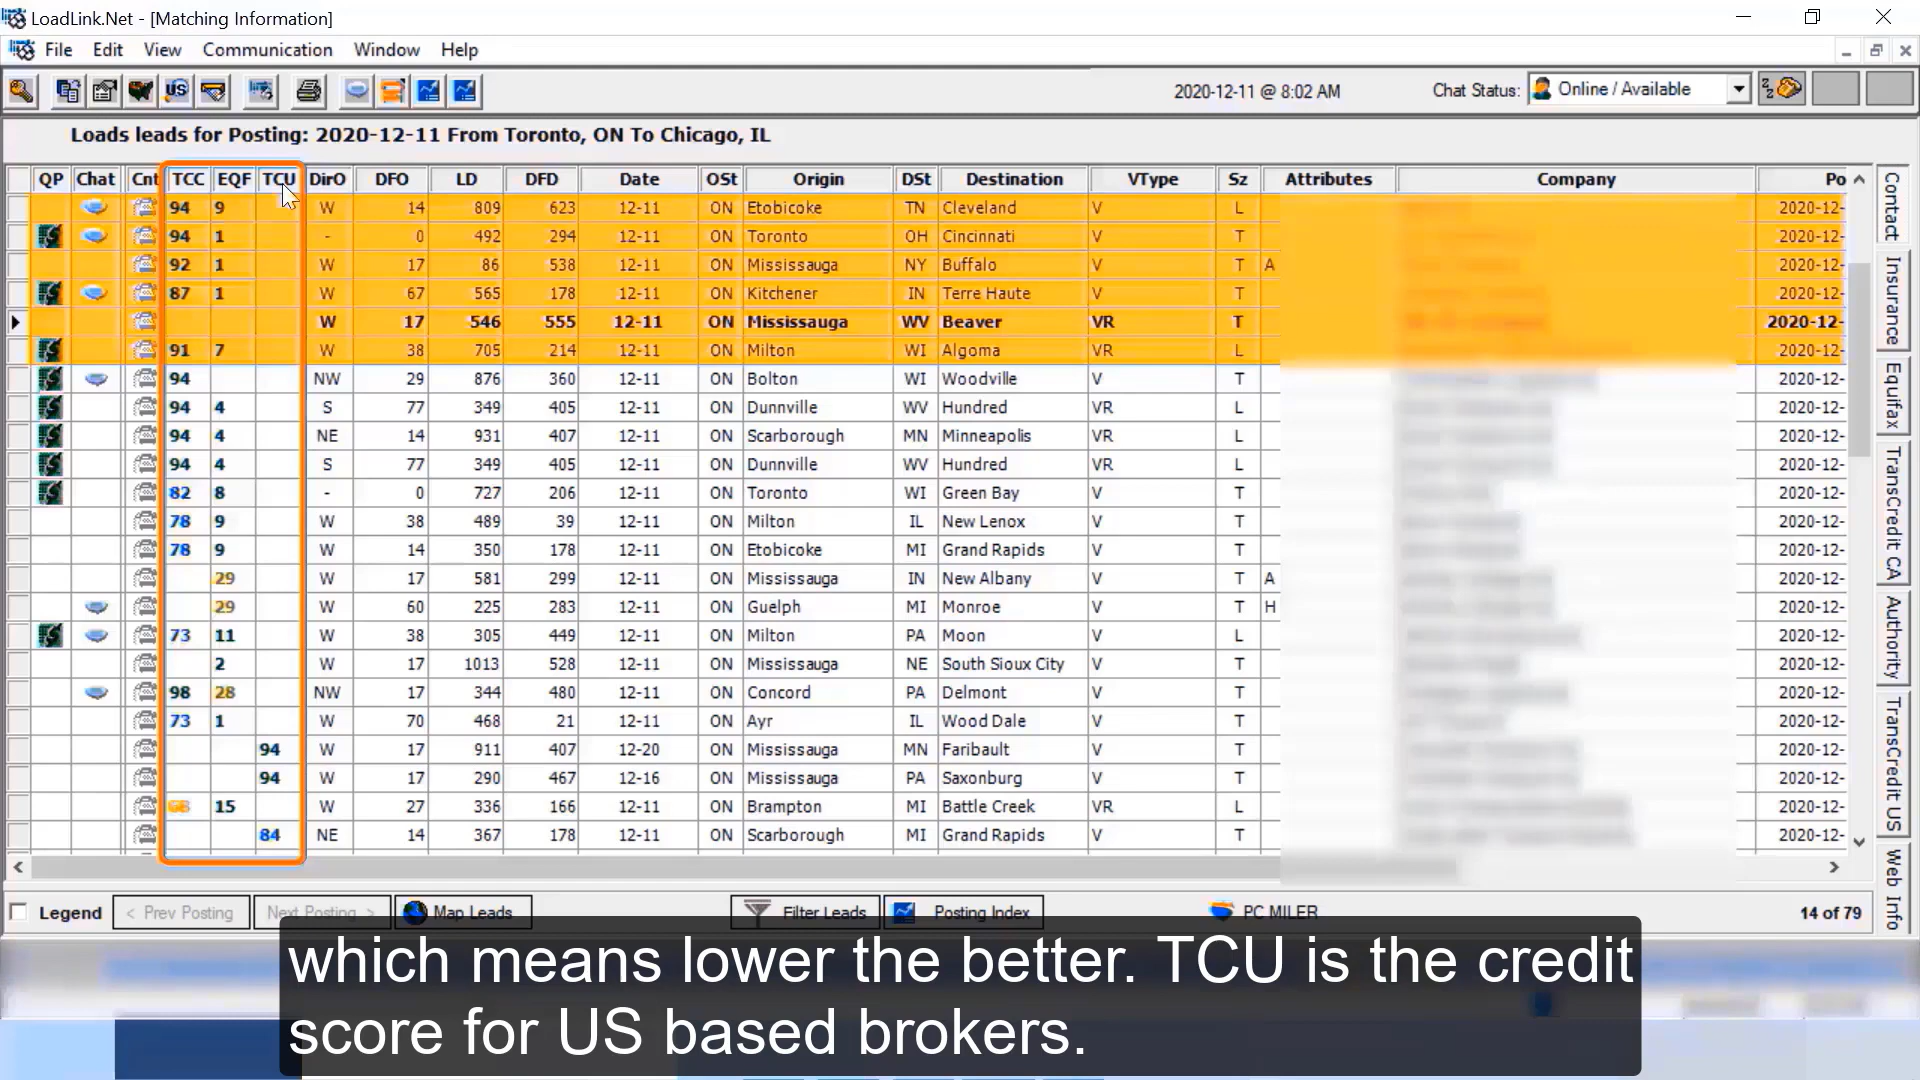 LoadLink.Net - [Matching Information]
File Edit View Communication Window Help
US 2020-12-11 @ 8:02 AM Chat Status: Online / Available
Loads leads for Posting: 2020-12-11 From Toronto, ON To Chicago, IL
QP Chat Cnt TCC EQF TCU DirO DFO LD DFD Date OSt Origin DSt Destination VType Sz Attributes Company Po
94 9 W 14 809 623 12-11 ON Etobicoke TN Cleveland V L 2020-12-
94 1 - 0 492 294 12-11 ON Toronto OH Cincinnati V T 2020-12-
92 1 W 17 86 538 12-11 ON Mississauga NY Buffalo V T A 2020-12-
87 1 W 67 565 178 12-11 ON Kitchener IN Terre Haute V T 2020-12-
W 17 546 555 12-11 ON Mississauga WV Beaver VR T 2020-12-
91 7 W 38 705 214 12-11 ON Milton WI Algoma VR L 2020-12-
94 NW 29 876 360 12-11 ON Bolton WI Woodville V T 2020-12-
94 4 S 77 349 405 12-11 ON Dunnville WV Hundred VR L 2020-12-
94 4 NE 14 931 407 12-11 ON Scarborough MN Minneapolis VR L 2020-12-
94 4 S 77 349 405 12-11 ON Dunnville WV Hundred VR L 2020-12-
82 8 - 0 727 206 12-11 ON Toronto WI Green Bay V T 2020-12-
78 9 W 38 489 39 12-11 ON Milton IL New Lenox V T 2020-12-
78 9 W 14 350 178 12-11 ON Etobicoke MI Grand Rapids V T 2020-12-
29 W 17 581 299 12-11 ON Mississauga IN New Albany V T A 2020-12-
29 W 60 225 283 12-11 ON Guelph MI Monroe V T H 2020-12-
73 11 W 38 305 449 12-11 ON Milton PA Moon V L 2020-12-
2 W 17 1013 528 12-11 ON Mississauga NE South Sioux City V T 2020-12-
98 28 NW 17 344 480 12-11 ON Concord PA Delmont V T 2020-12-
73 1 W 70 468 21 12-11 ON Ayr IL Wood Dale V T 2020-12-
94 W 17 911 407 12-20 ON Mississauga MN Faribault V T 2020-12-
94 W 17 290 467 12-16 ON Mississauga PA Saxonburg V T 2020-12-
15 W 27 336 166 12-11 ON Brampton MI Battle Creek VR L 2020-12-
84 NE 14 367 178 12-11 ON Scarborough MI Grand Rapids V T 2020-12-
Contact
Insurance
Equifax
TransCredit CA
Authority
TransCredit US
Web Info
Legend < Prev Posting Next Posting > Map Leads Filter Leads Posting Index PC MILER 14 of 79
which means lower the better. TCU is the credit
score for US based brokers.